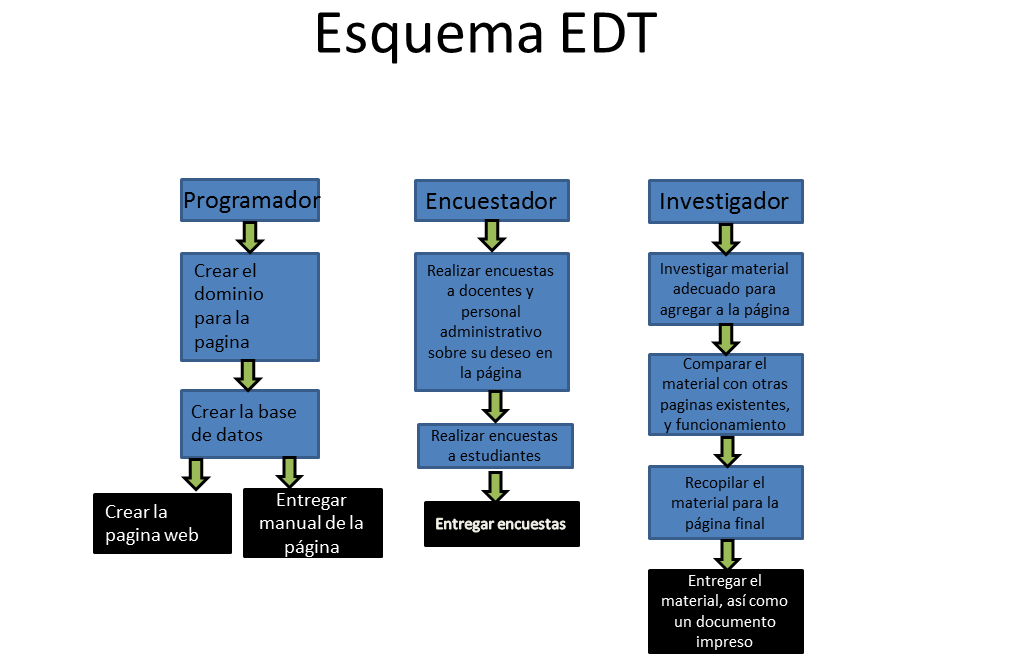 Esquema EDT
Programador
Crear el
dominio
para la
pagina
Crear la base
de datos
Crear la
pagina web
Entregar
manual de la
página
Encuestador
Realizar encuestas
a docentes y
personal
administrativo
sobre su deseo en
la página
Realizar encuestas
a estudiantes
Entregar encuestas
Investigador
Investigar material
adecuado para
agregar a la página
Comparar el
material con otras
paginas existentes,
y funcionamiento
Recopilar el
material para la
página final
Entregar el
material, así como
un documento
impreso